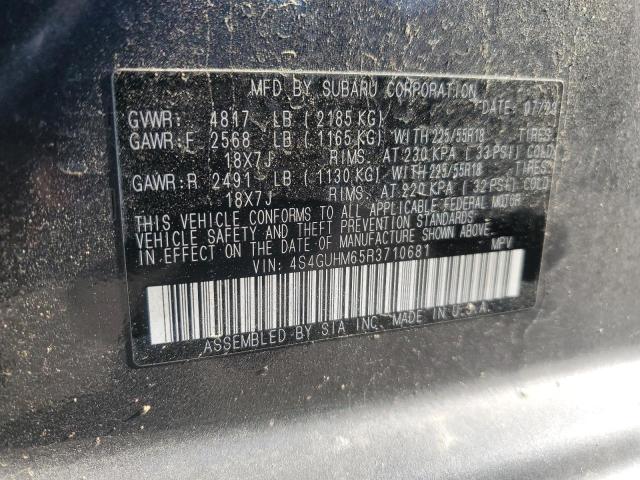 MFD BY SUBARU CORPORATION
DATE: 07/24
GVWR: 4817 LB ( 2185 KG)
GAWR:F 2568 LB ( 1165 KG) WITH 225/55R18 TIRES
18X7J RIMS, AT 230 KPA ( 33 PSI) COLD
GAWR:R 2491 LB ( 1130 KG) WITH 225/55R18 TIRES
18X7J RIMS, AT 220 KPA ( 32 PSI) COLD
THIS VEHICLE CONFORMS TO ALL APPLICABLE FEDERAL MOTOR
VEHICLE SAFETY AND THEFT PREVENTION STANDARDS
IN EFFECT ON THE DATE OF MANUFACTURE SHOWN ABOVE.
VIN: 4S4GUHM65R3710681 MPV
ASSEMBLED BY SIA INC. MADE IN U.S.A.